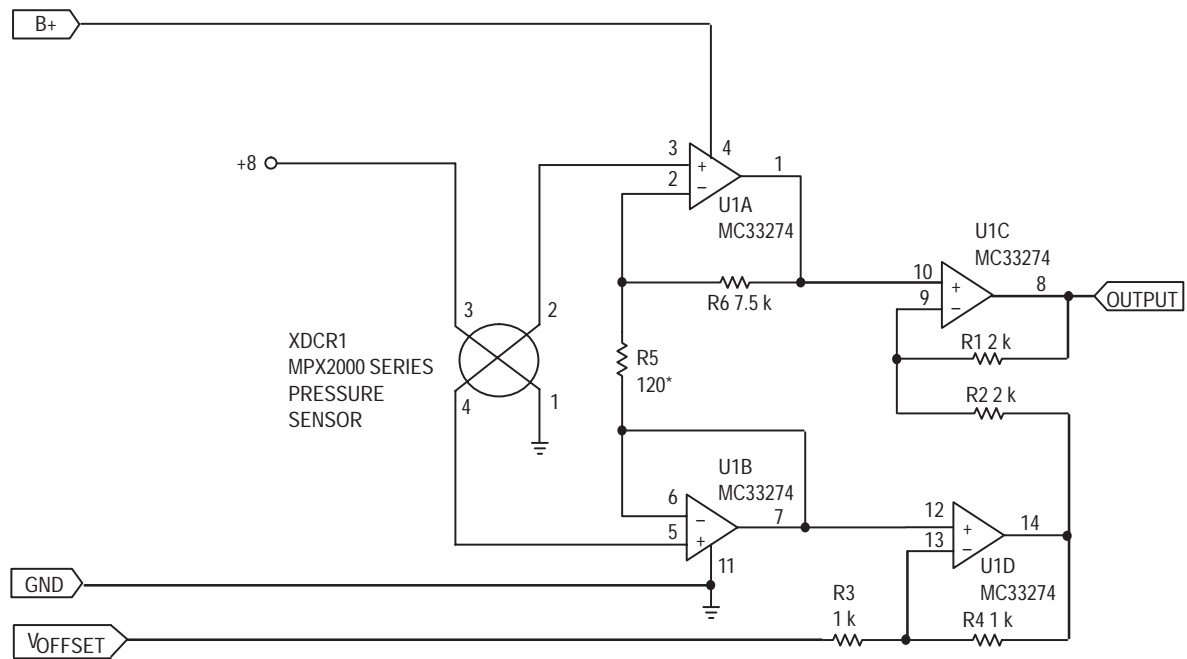 B+
+8
3
2
4
1
+
−
U1A
MC33274
R6 7.5 k
U1C
MC33274
10
9
8
+
−
OUTPUT
R1 2 k
R2 2 k
XDCR1
MPX2000 SERIES
PRESSURE
SENSOR
3
2
4
1
R5
120*
U1B
MC33274
6
5
7
−
+
11
12
13
14
+
−
U1D
MC33274
GND
R3
1 k
R4 1 k
VOFFSET